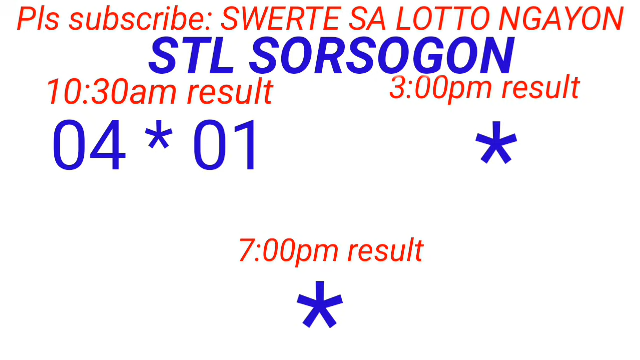 Pls subscribe: SWERTE SA LOTTO NGAYON
STL SORSOGON
10:30am result
3:00pm result
04 * 01
*
7:00pm result
*